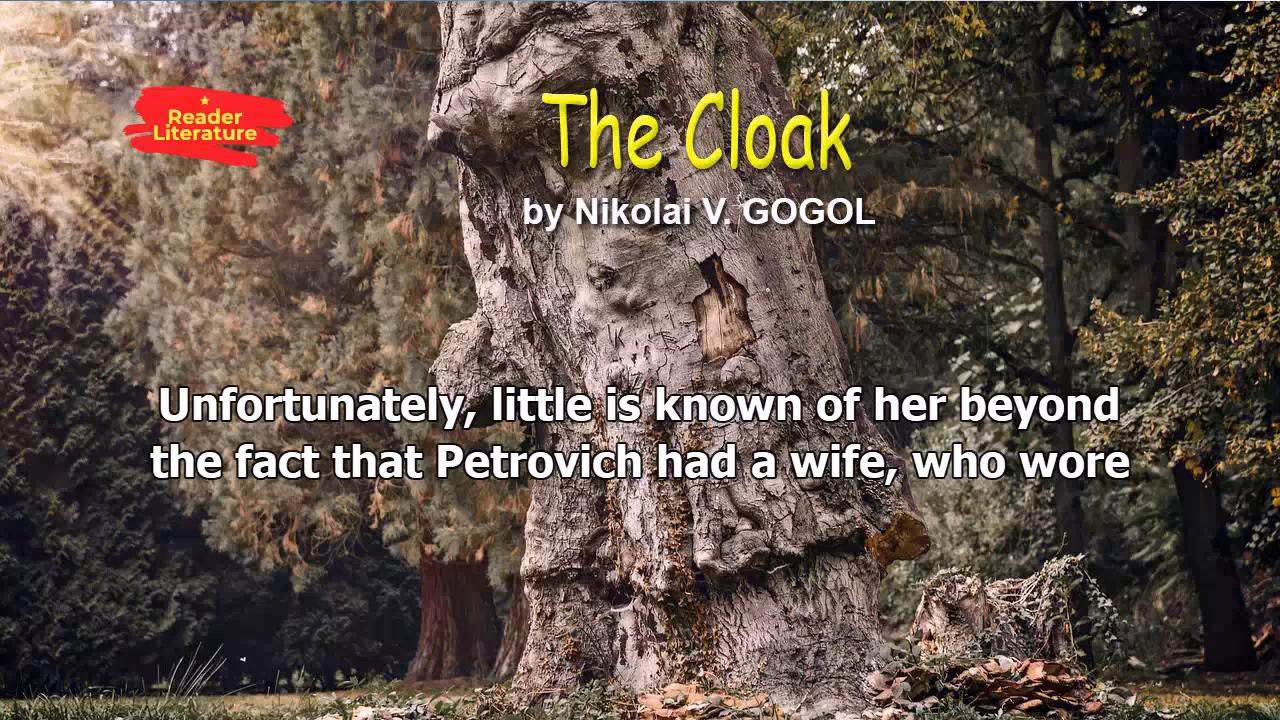 Reader
Literature
The Cloak
by Nikolai V. GOGOL
Unfortunately, little is known of her beyond
the fact that Petrovich had a wife, who wore